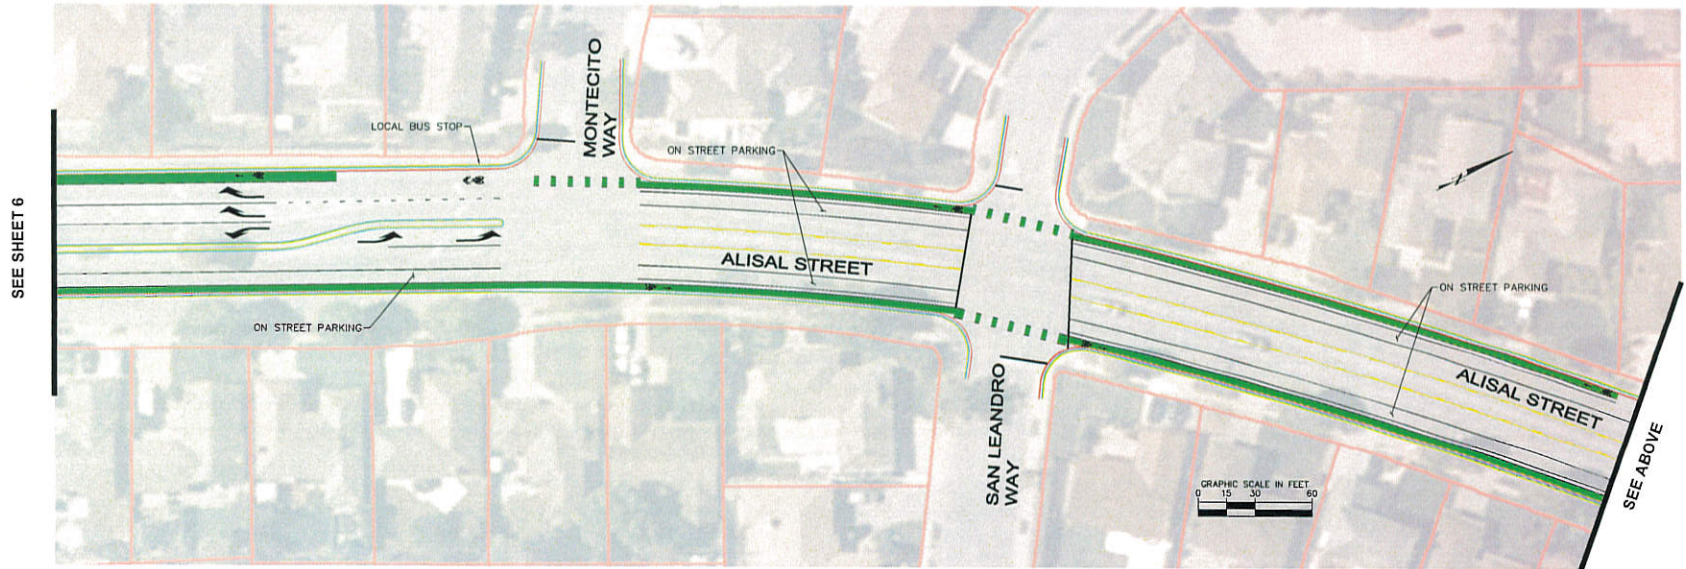 SEE SHEET 6
LOCAL BUS STOP
MONTECITO
WAY
ON STREET PARKING
ALISAL STREET
ON STREET PARKING
SAN LEANDRO
WAY
ON STREET PARKING
ALISAL STREET
GRAPHIC SCALE IN FEET
0 15 30 60
SEE ABOVE